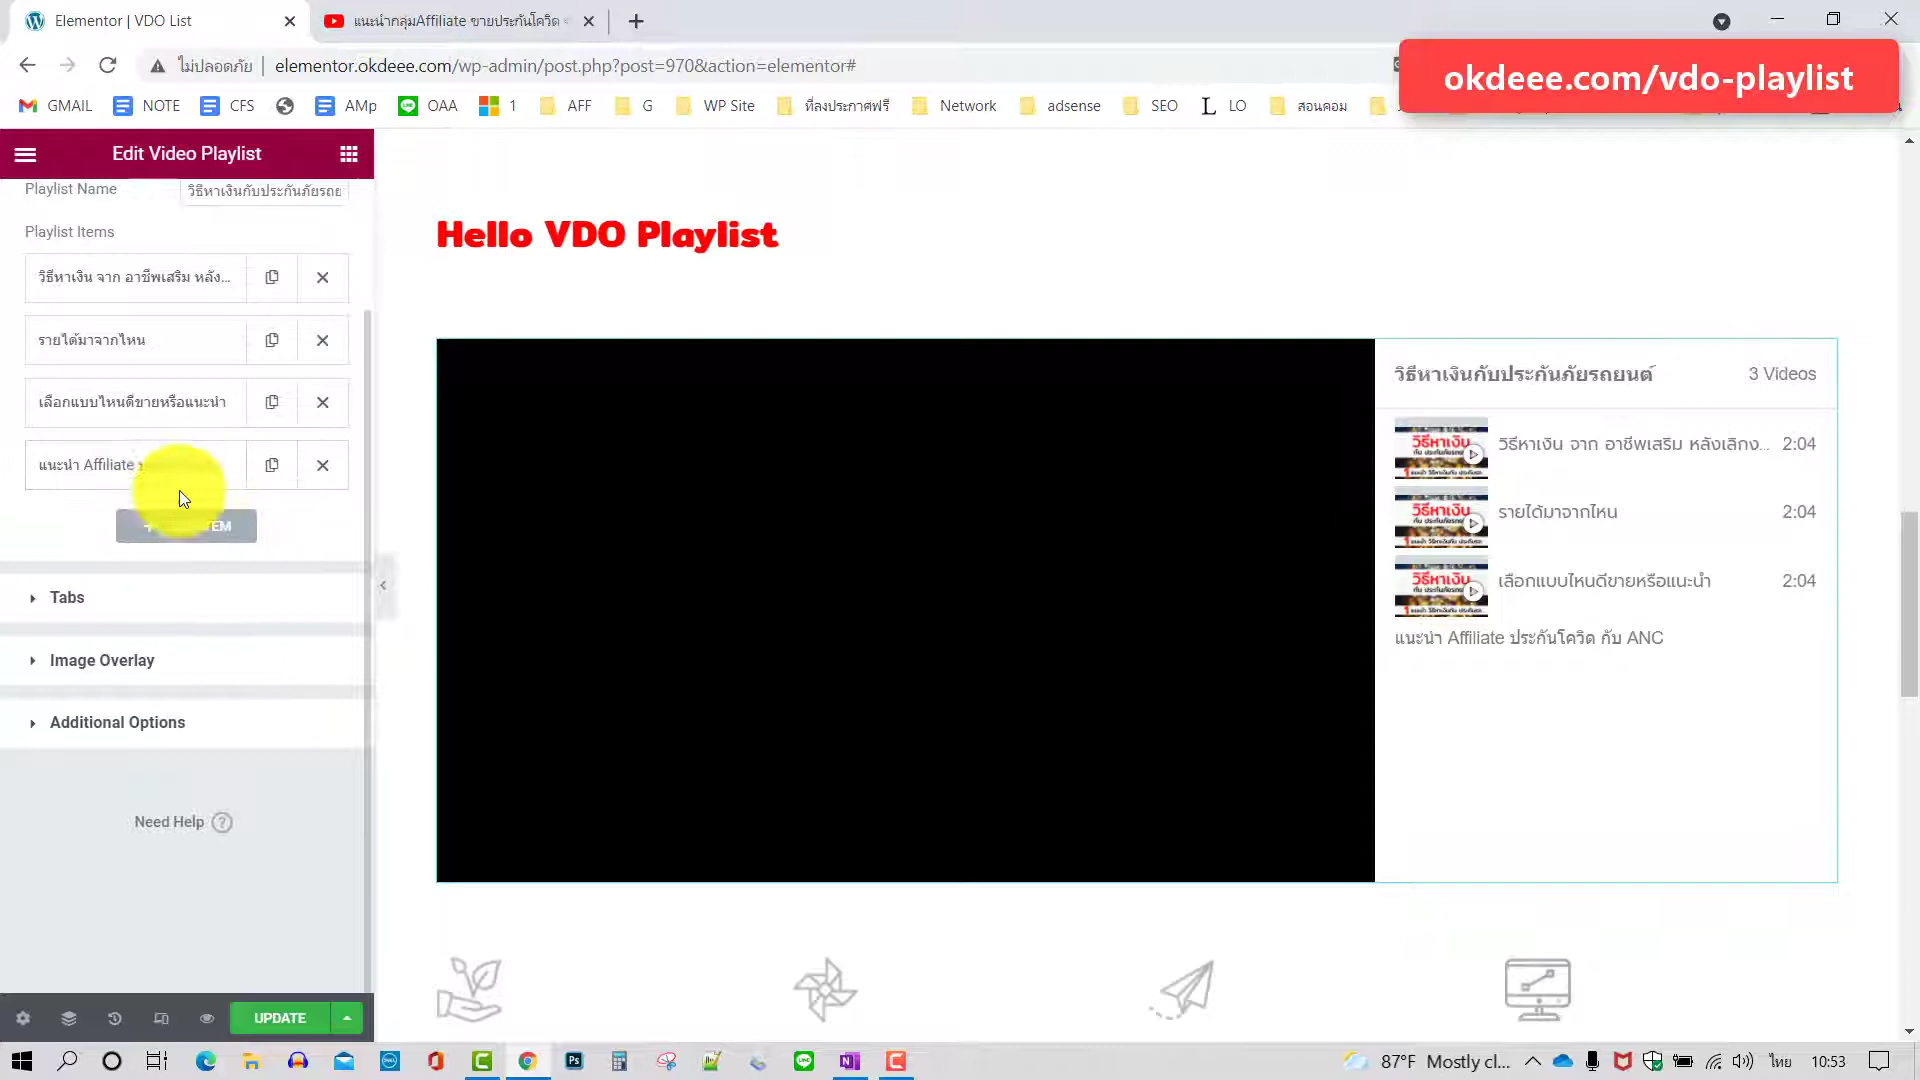 Elementor | VDO List
แนะนำกลุ่มAffiliate ขายประกันโควิด
ไม่ปลอดภัย
elementor.okdeee.com/wp-admin/post.php?post=970&action=elementor#
okdeee.com/vdo-playlist
GMAIL
NOTE
CFS
AMp
OAA
1
AFF
G
WP Site
ที่ลงประกาศฟรี
Network
adsense
SEO
LO
สอนคอม
Edit Video Playlist
Playlist Name
วิธีหาเงินกับประกันภัยรถย
Playlist Items
วิธีหาเงิน จาก อาชีพเสริม หลัง...
รายได้มาจากไหน
เลือกแบบไหนดีขายหรือแนะนำ
แนะนำ Affiliate
Tabs
Image Overlay
Additional Options
Need Help ?
UPDATE
Hello VDO Playlist
วิธีหาเงินกับประกันภัยรถยนต์
3 Videos
วิธีหาเงิน จาก อาชีพเสริม หลังเลิกง...
2:04
รายได้มาจากไหน
2:04
เลือกแบบไหนดีขายหรือแนะนำ
2:04
แนะนำ Affiliate ประกันโควิด กับ ANC
87°F Mostly cl...
ไทย
10:53